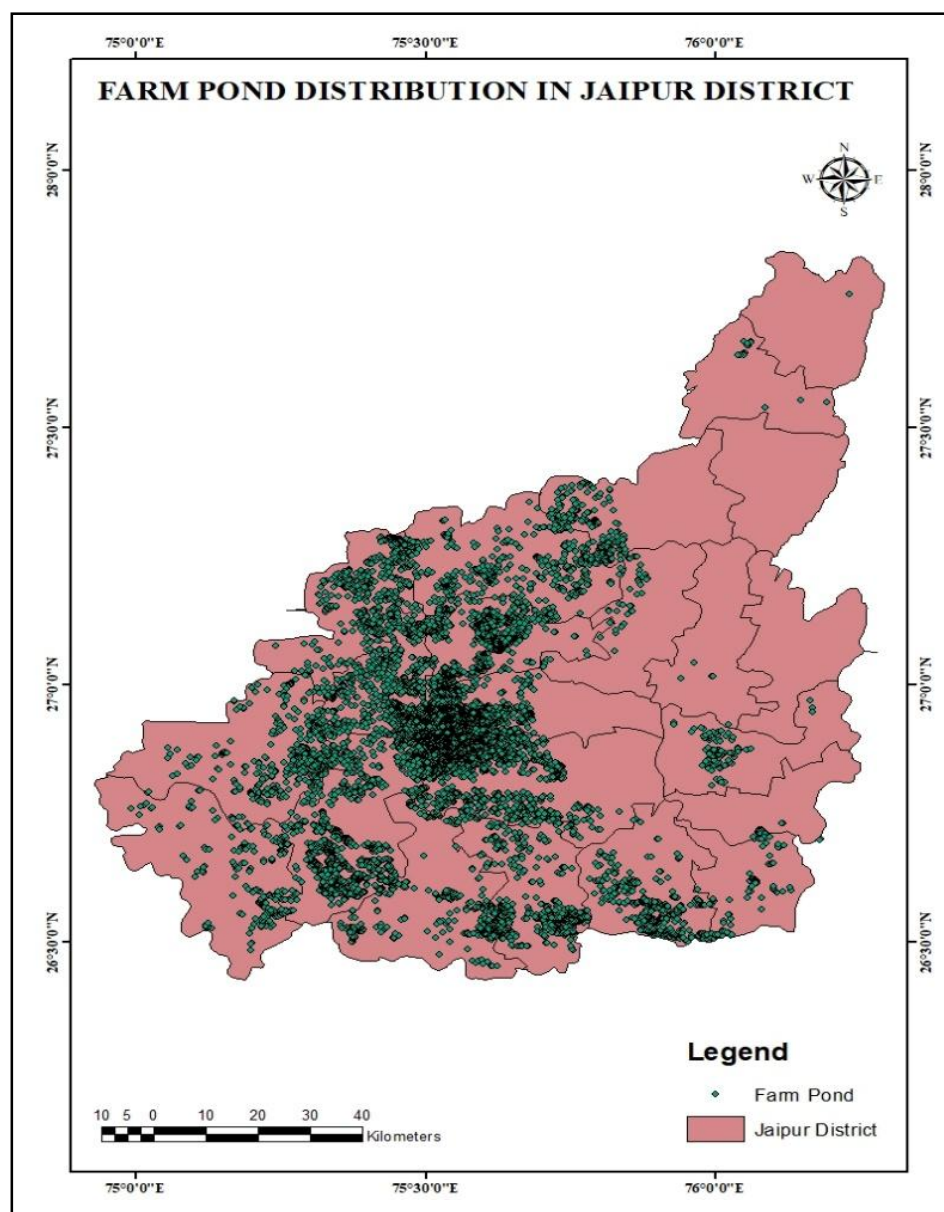 75°0'0"E 75°30'0"E 76°0'0"E
FARM POND DISTRIBUTION IN JAIPUR DISTRICT
N
W E
S
28°0'0"N 28°0'0"N
27°30'0"N 27°30'0"N
27°0'0"N 27°0'0"N
26°30'0"N 26°30'0"N
Legend
Farm Pond
Jaipur District
10 5 0 10 20 30 40
Kilometers
75°0'0"E 75°30'0"E 76°0'0"E